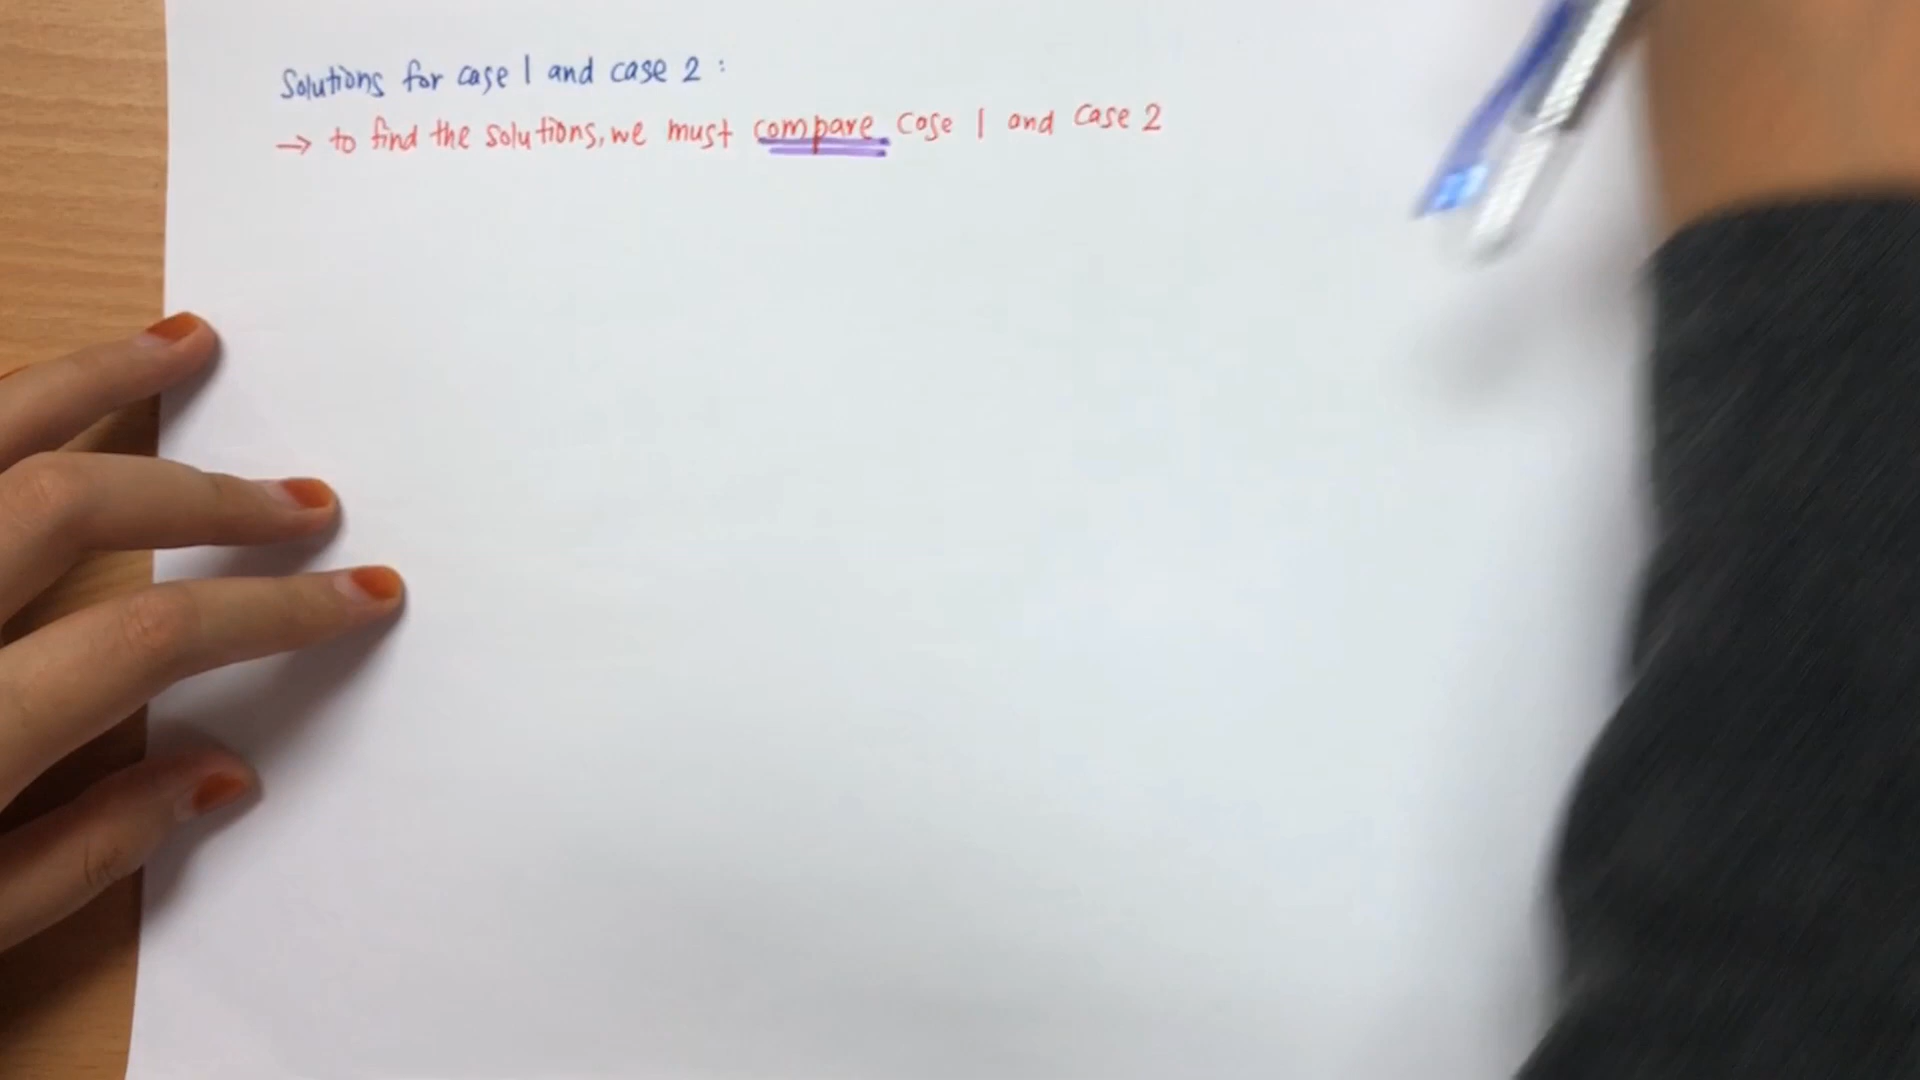 Solutions for case 1 and case 2 :
→ to find the solutions, we must compare case 1 and case 2